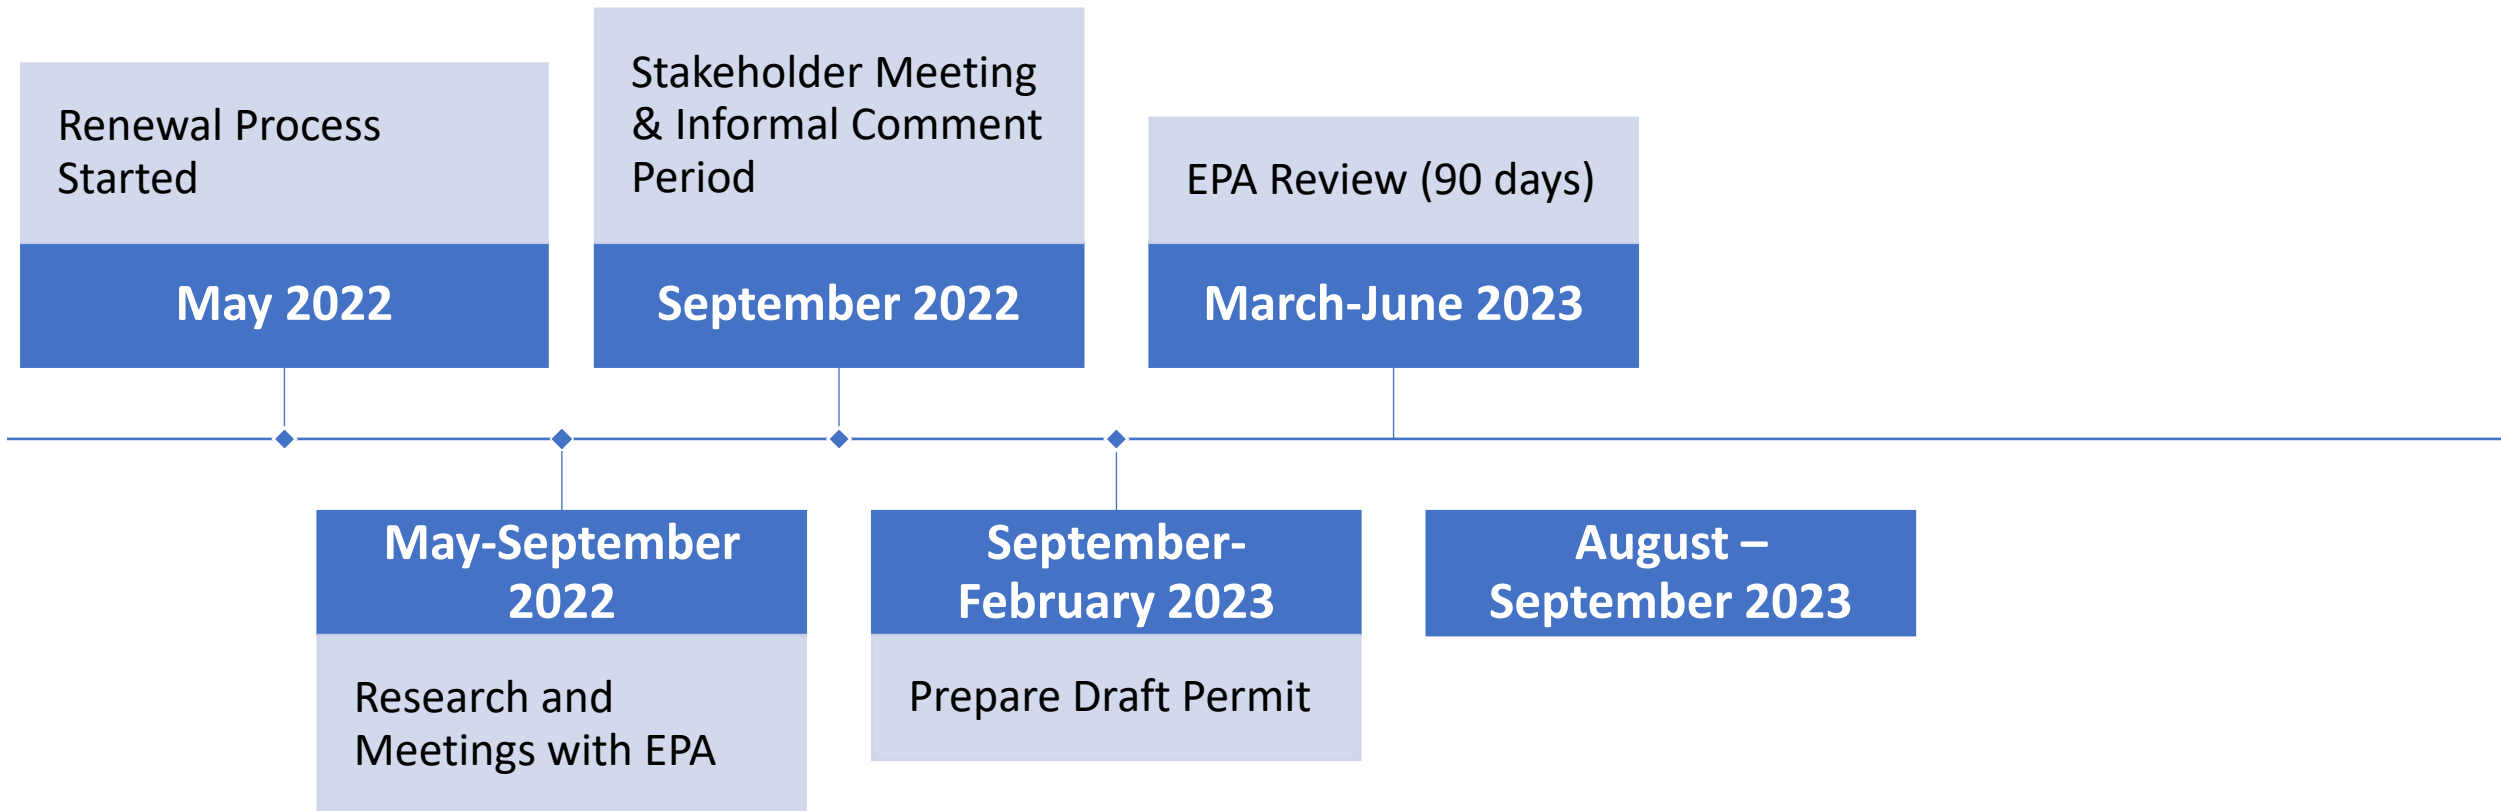 Renewal Process
Started
May 2022
Stakeholder Meeting
& Informal Comment
Period
September 2022
EPA Review (90 days)
March-June 2023
May-September
2022
Research and
Meetings with EPA
September-
February 2023
Prepare Draft Permit
August –
September 2023